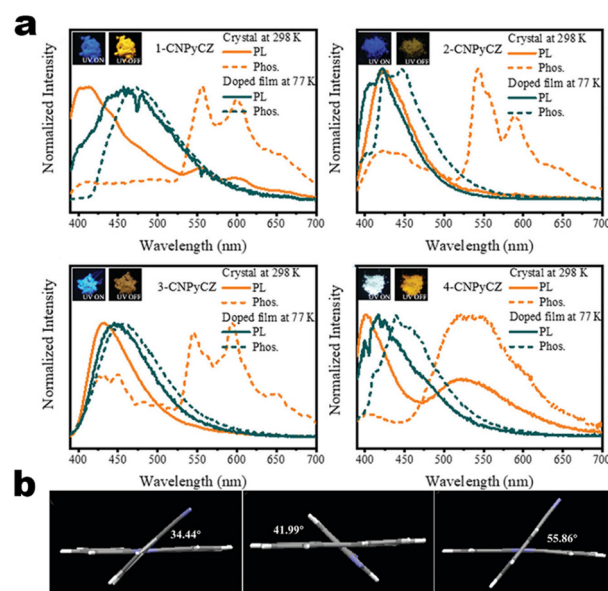 a
1-CNPyCZ
UV ON UV OFF
Crystal at 298 K
PL
Phos.
Doped film at 77 K
PL
Phos.
Normalized Intensity
400 450 500 550 600 650 700
Wavelength (nm)
2-CNPyCZ
UV ON UV OFF
Crystal at 298 K
PL
Phos.
Doped film at 77 K
PL
Phos.
Normalized Intensity
400 450 500 550 600 650 700
Wavelength (nm)
3-CNPyCZ
UV ON UV OFF
Crystal at 298 K
PL
Phos.
Doped film at 77 K
PL
Phos.
Normalized Intensity
400 450 500 550 600 650 700
Wavelength (nm)
4-CNPyCZ
UV ON UV OFF
Crystal at 298 K
PL
Phos.
Doped film at 77 K
PL
Phos.
Normalized Intensity
400 450 500 550 600 650 700
Wavelength (nm)
b
34.44°
41.99°
55.86°